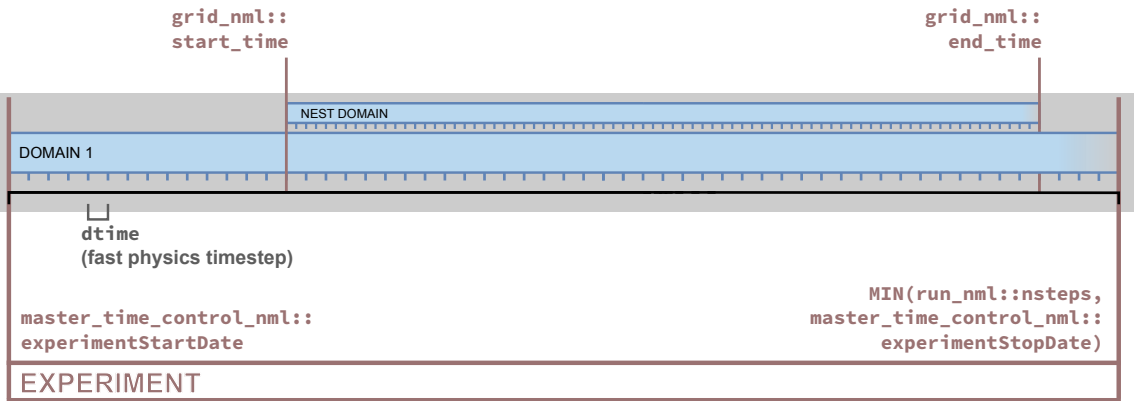 grid_nml::
start_time
grid_nml::
end_time
NEST DOMAIN
DOMAIN 1
dtime
(fast physics timestep)
master_time_control_nml::
experimentStartDate
MIN(run_nml::nsteps,
master_time_control_nml::
experimentStopDate)
EXPERIMENT